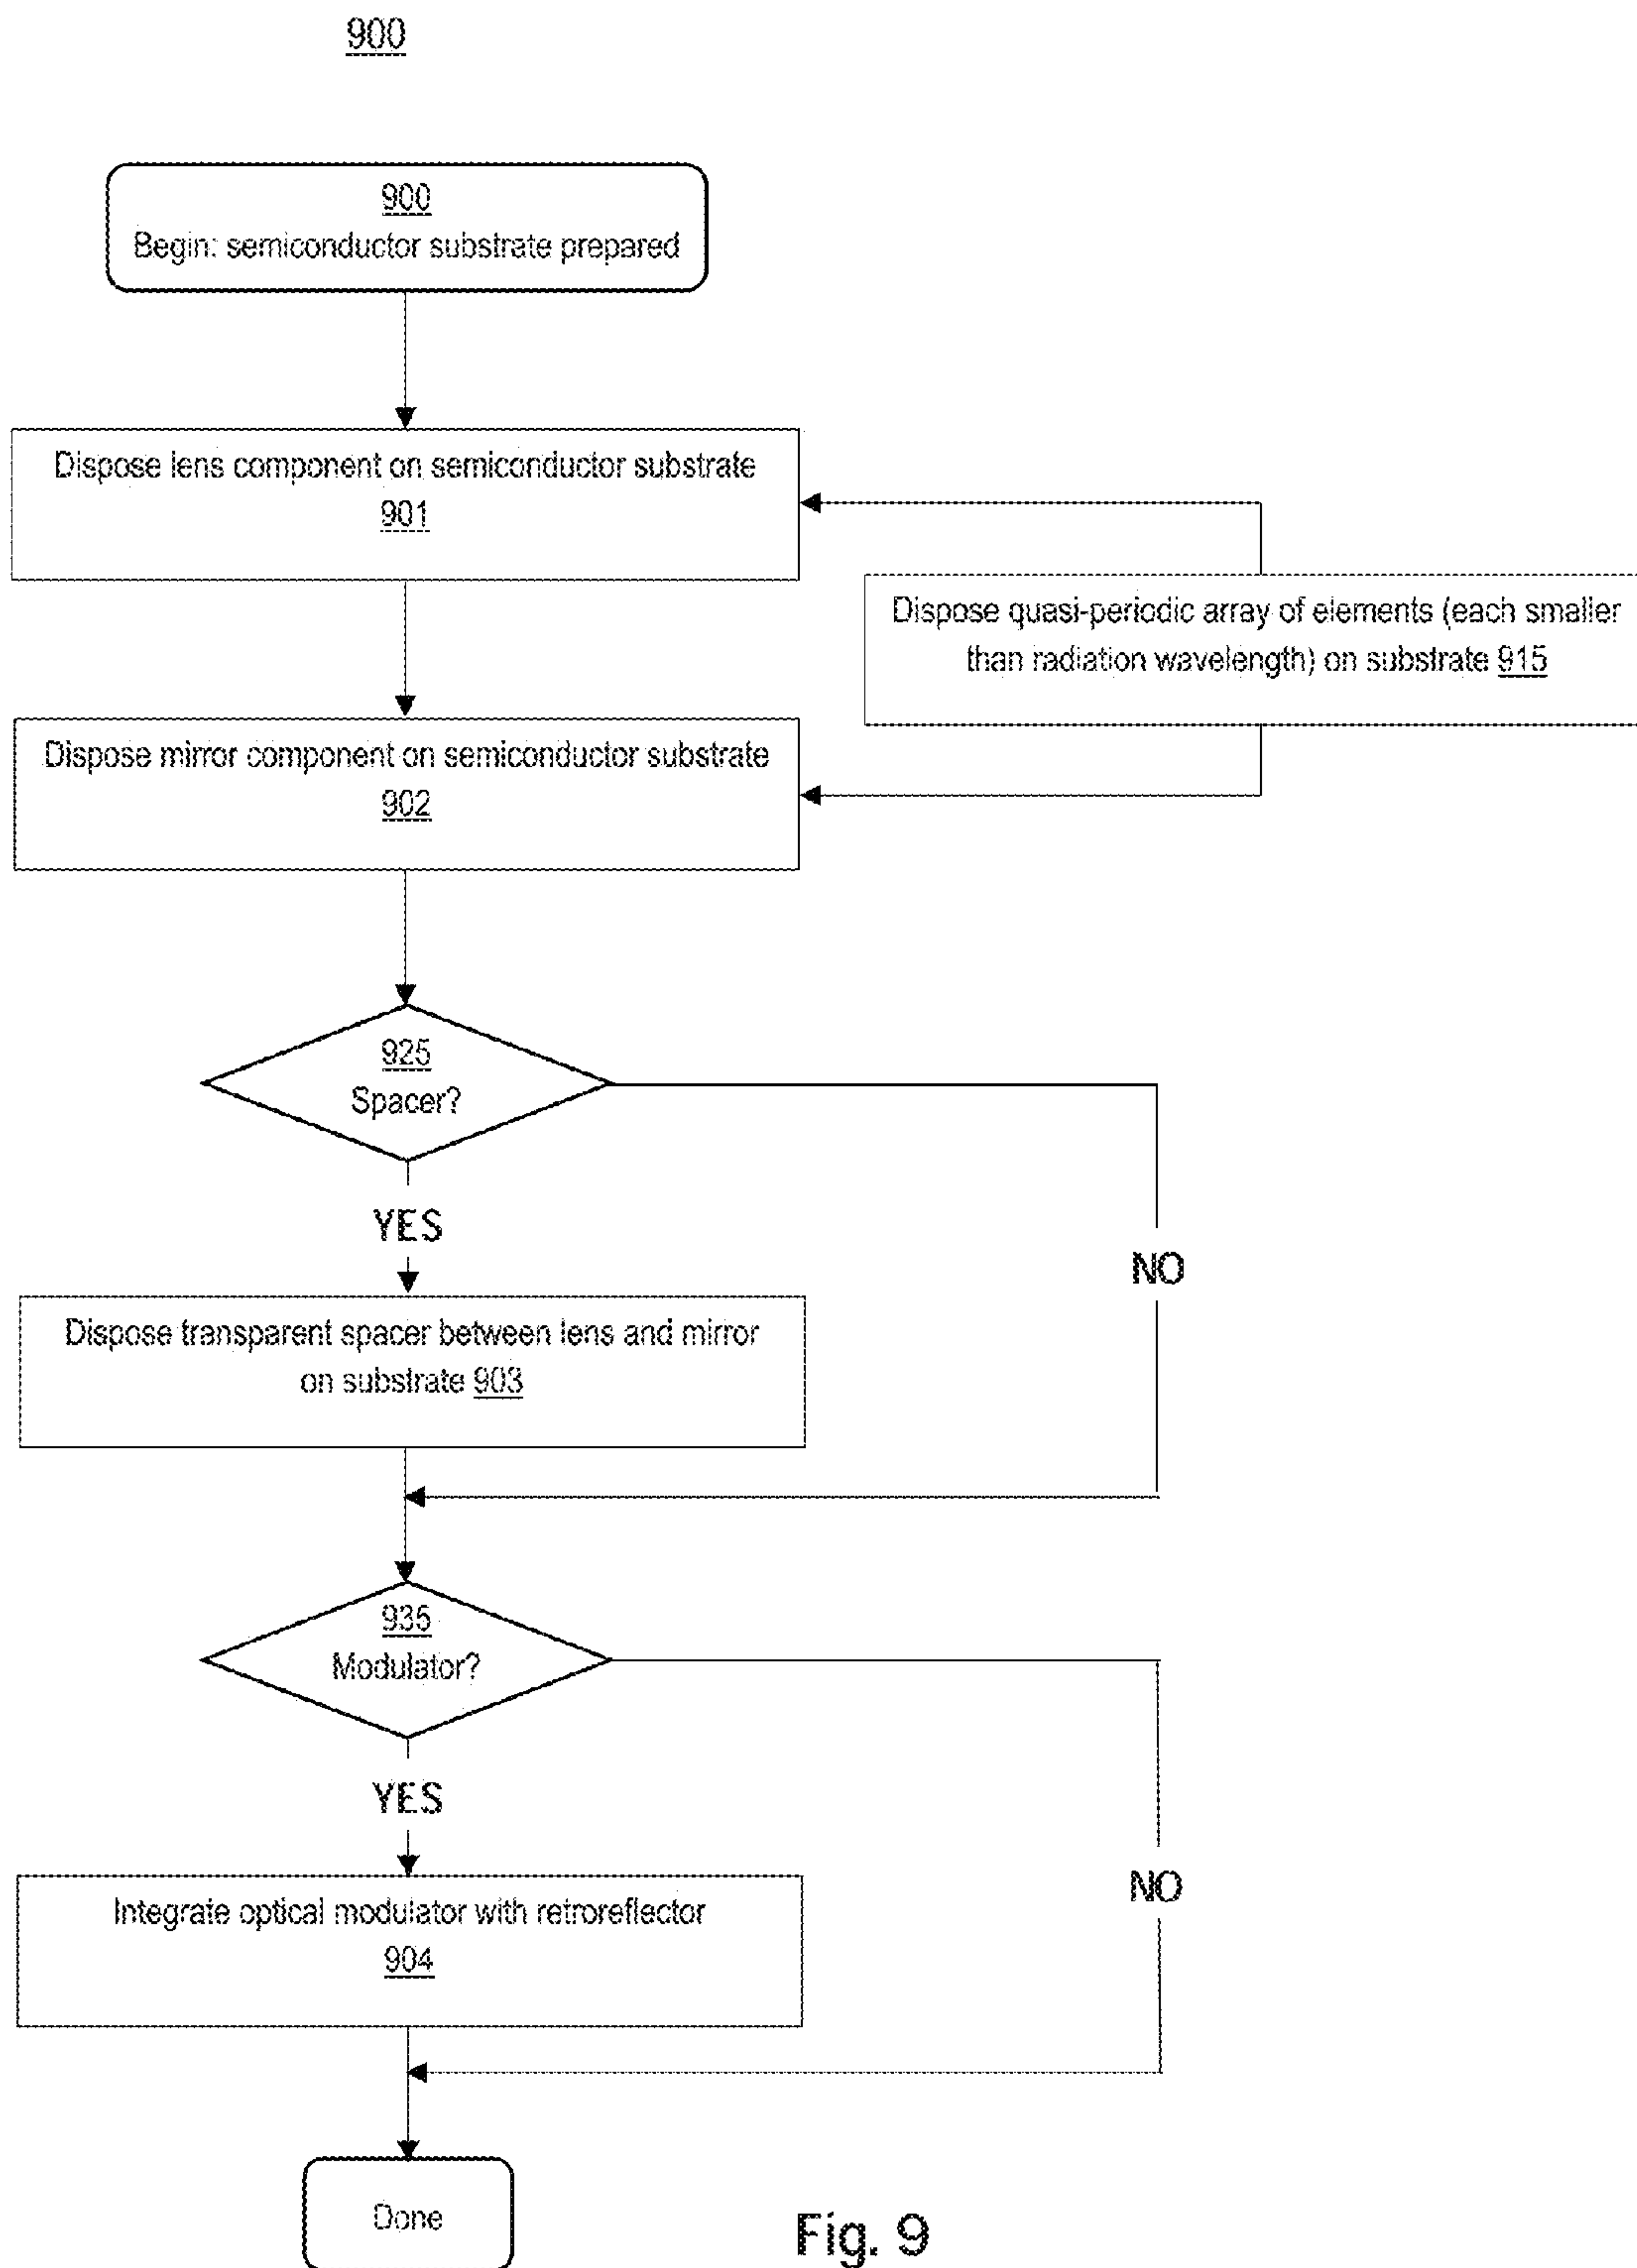 900
900
Begin: semiconductor substrate prepared
Dispose lens component on semiconductor substrate
901
Dispose quasi-periodic array of elements (each smaller
than radiation wavelength) on substrate 915
Dispose mirror component on semiconductor substrate
902
925
Spacer?
YES
NO
Dispose transparent spacer between lens and mirror
on substrate 903
935
Modulator?
YES
NO
Integrate optical modulator with retroreflector
904
Done
Fig. 9